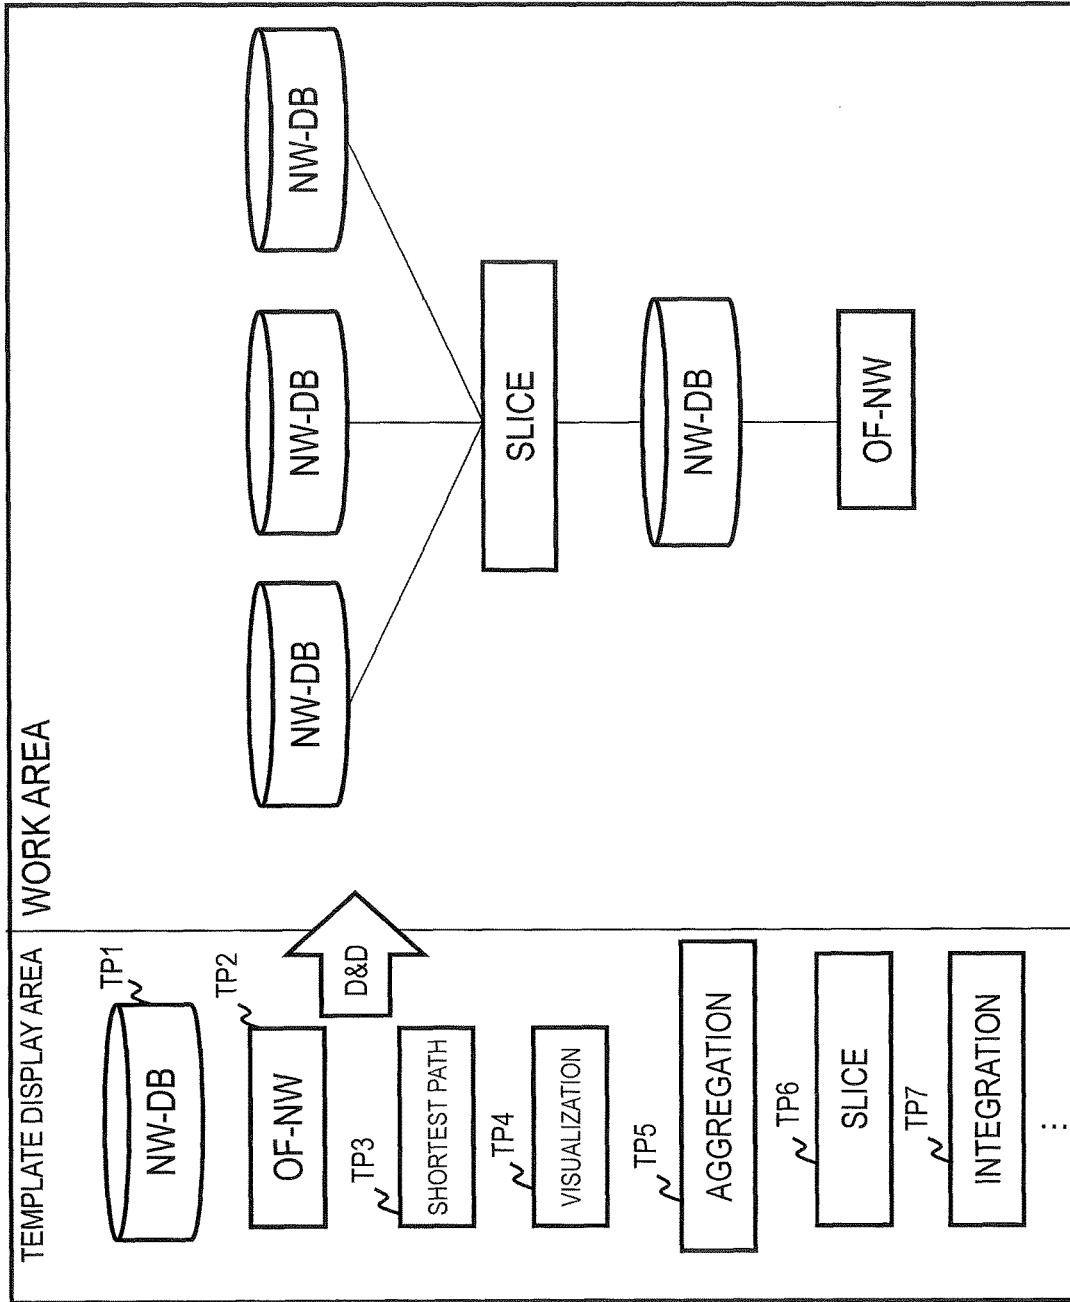 TEMPLATE DISPLAY AREA
TP1
NW-DB
TP2
OF-NW
D&D
TP3
SHORTEST PATH
TP4
VISUALIZATION
TP5
AGGREGATION
TP6
SLICE
TP7
INTEGRATION
...
WORK AREA
NW-DB
NW-DB
NW-DB
SLICE
NW-DB
OF-NW